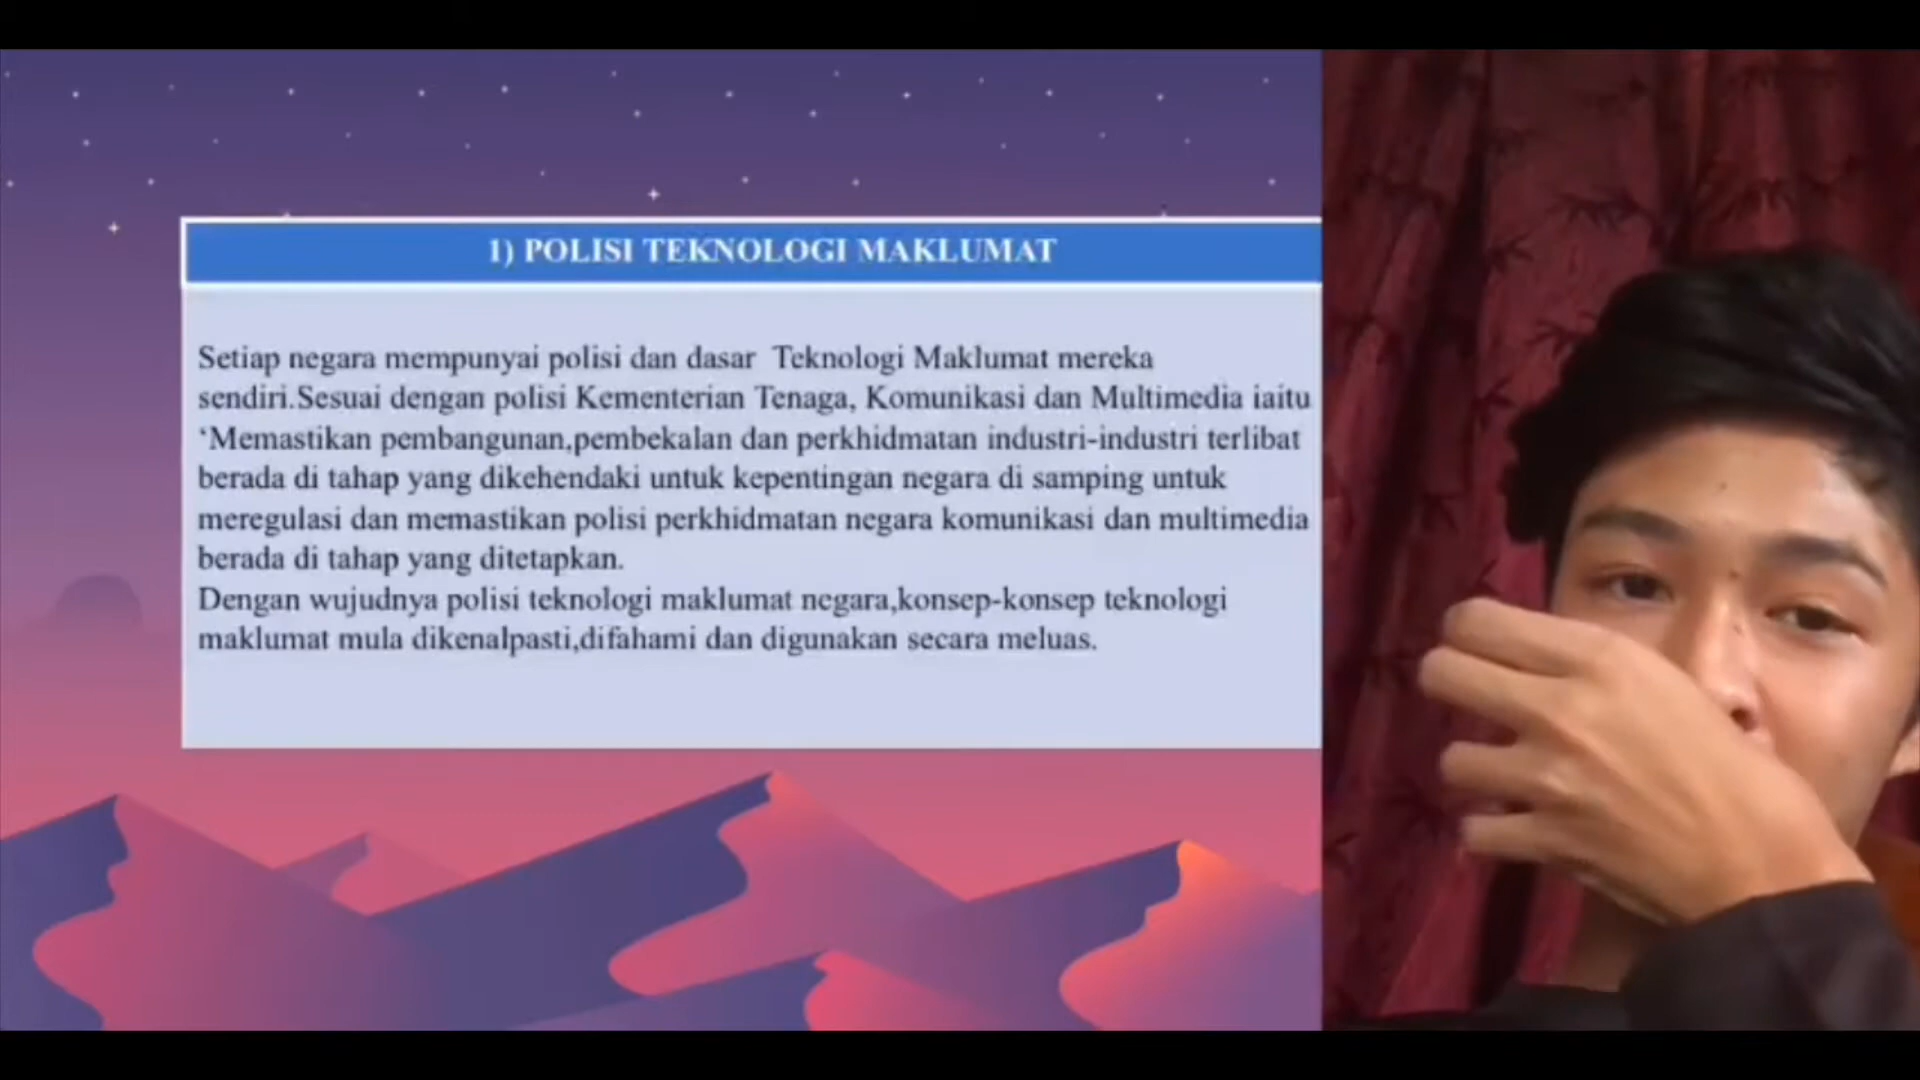 1) POLISI TEKNOLOGI MAKLUMAT
Setiap negara mempunyai polisi dan dasar Teknologi Maklumat mereka
sendiri.Sesuai dengan polisi Kementerian Tenaga, Komunikasi dan Multimedia iaitu
‘Memastikan pembangunan,pembekalan dan perkhidmatan industri-industri terlibat
berada di tahap yang dikehendaki untuk kepentingan negara di samping untuk
meregulasi dan memastikan polisi perkhidmatan negara komunikasi dan multimedia
berada di tahap yang ditetapkan.
Dengan wujudnya polisi teknologi maklumat negara,konsep-konsep teknologi
maklumat mula dikenalpasti,difahami dan digunakan secara meluas.